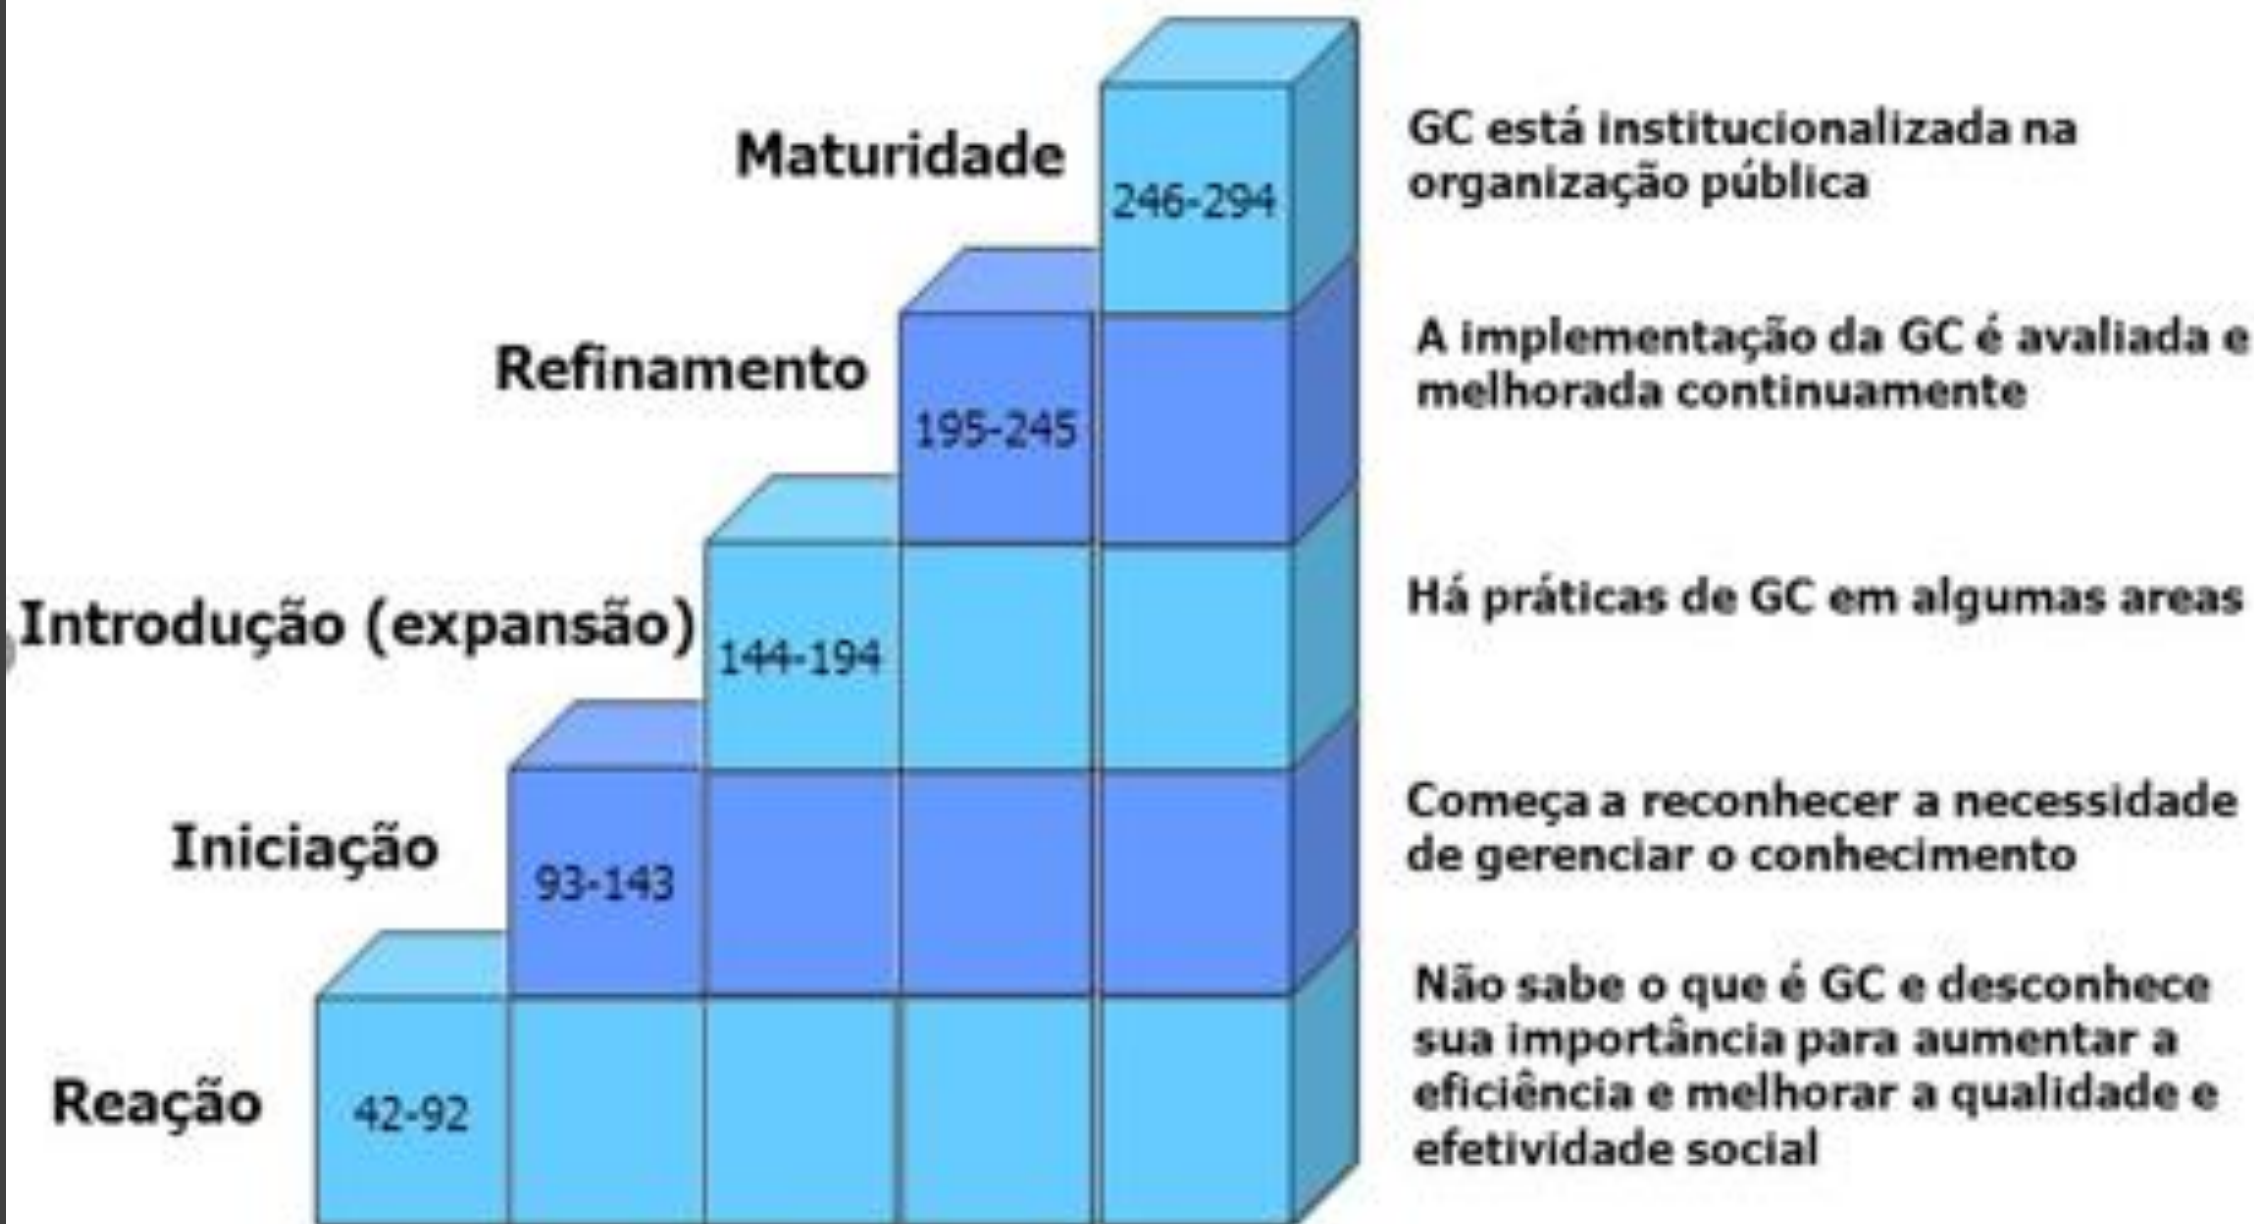 Maturidade
246-294
GC está institucionalizada na
organização pública
Refinamento
195-245
A implementação da GC é avaliada e
melhorada continuamente
Introdução (expansão)
144-194
Há práticas de GC em algumas areas
Iniciação
93-143
Começa a reconhecer a necessidade
de gerenciar o conhecimento
Reação
42-92
Não sabe o que é GC e desconhece
sua importância para aumentar a
eficiência e melhorar a qualidade e
efetividade social